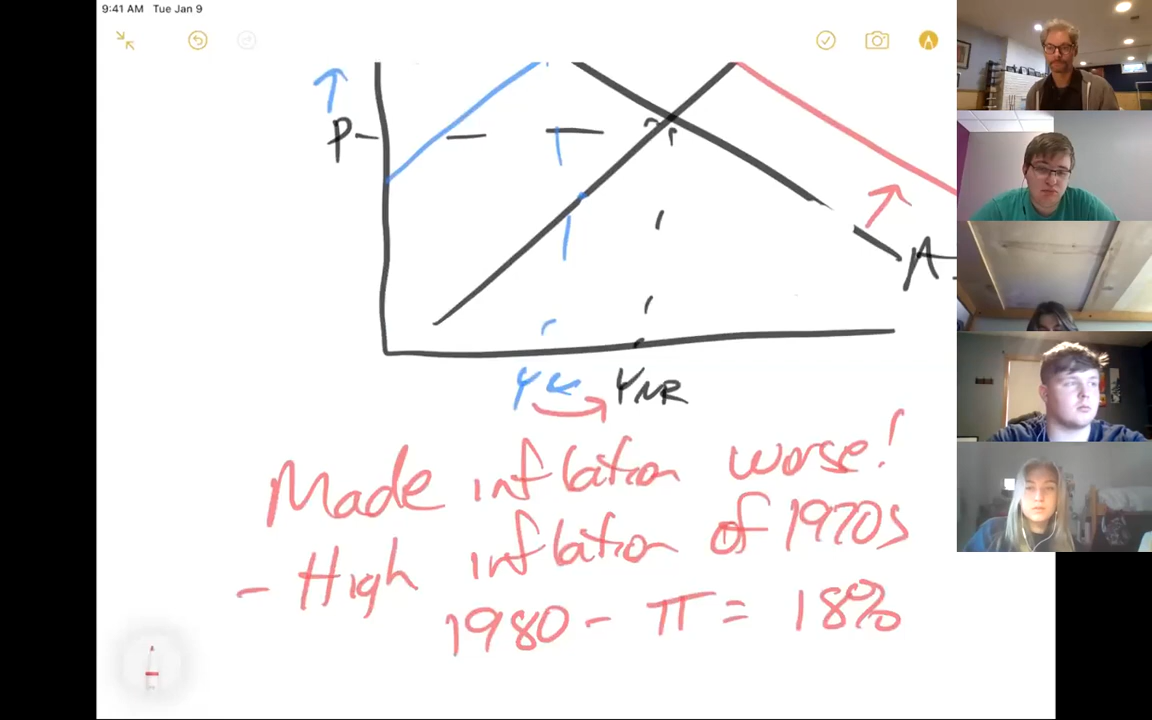 9:41 AM Tue Jan 9
P
A
Y YNR
Made inflation worse!
- High inflation of 1970s
1980 - π = 18%